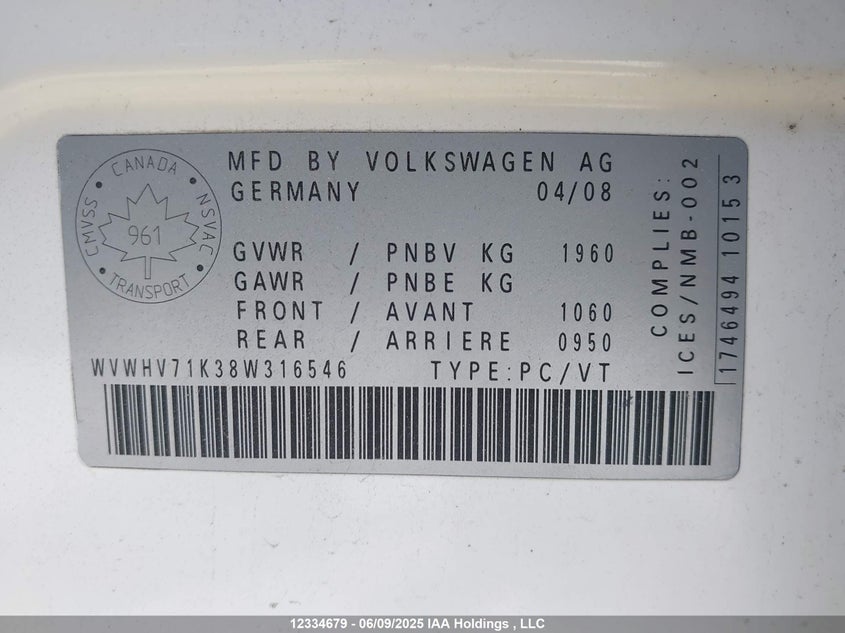 CANADA
CMVSS NSVAC
961
TRANSPORT
MFD BY VOLKSWAGEN AG
GERMANY 04/08
GVWR / PNBV KG 1960
GAWR / PNBE KG
FRONT / AVANT 1060
REAR / ARRIERE 0950
WVWHV71K38W316546 TYPE:PC/VT
COMPLIES:
ICES/NMB-002
1746494 1015 3
12334679 - 06/09/2025 IAA Holdings , LLC